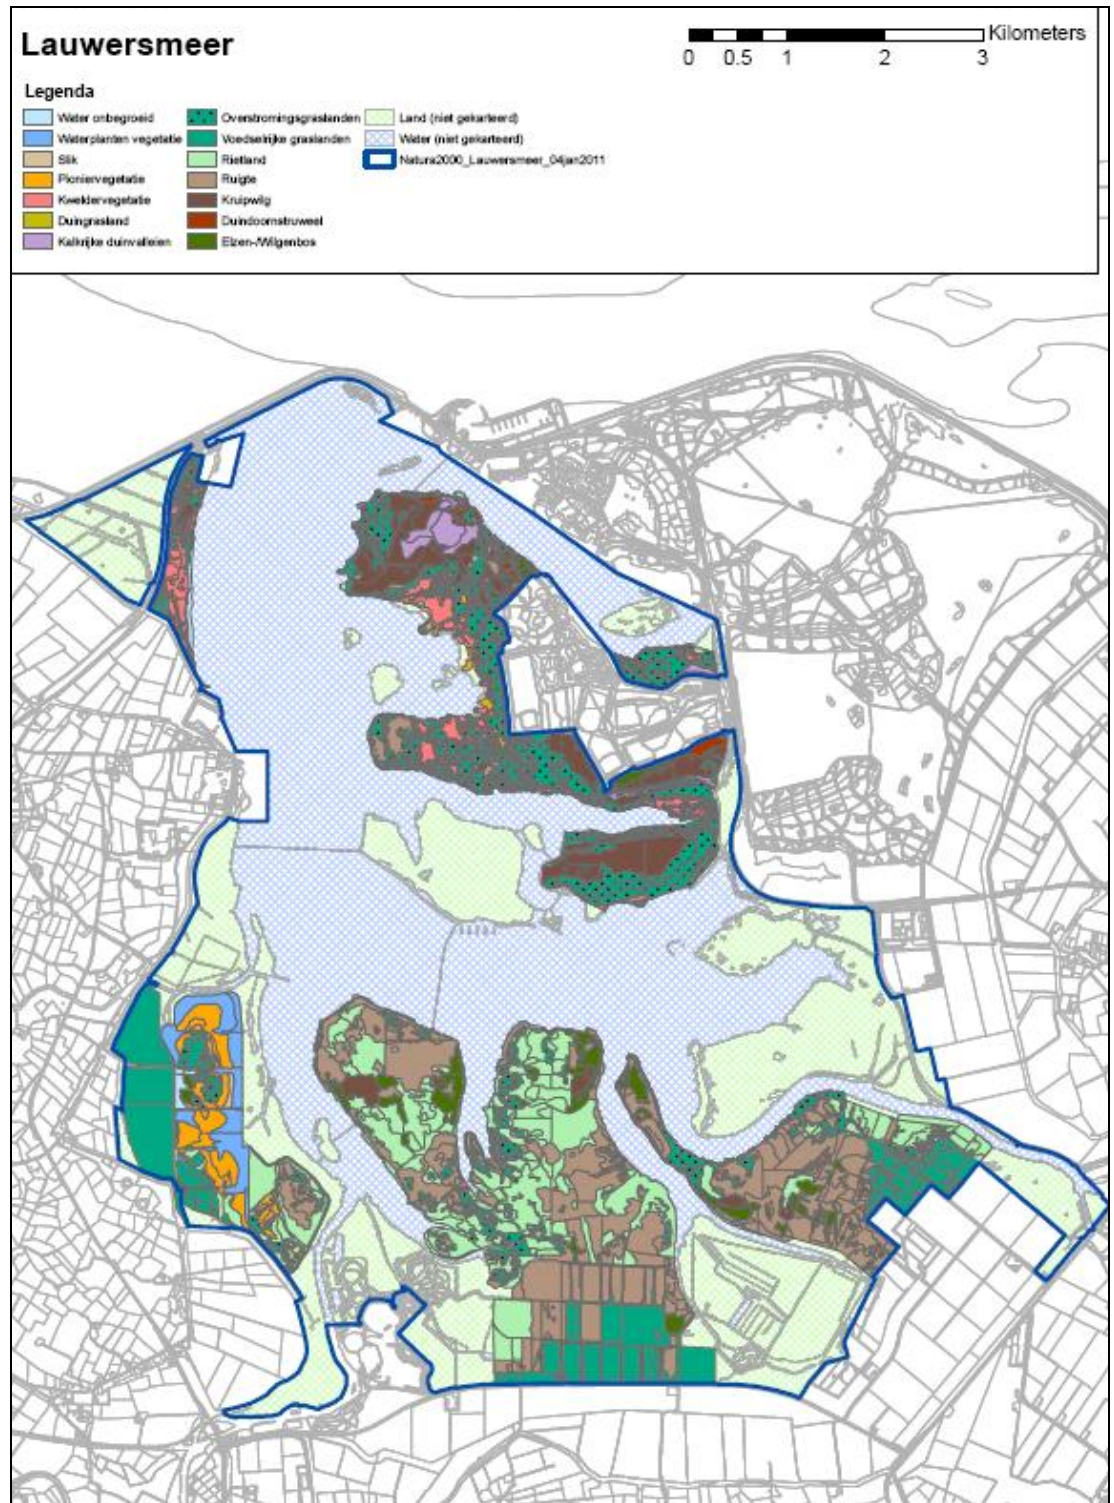 Lauwersmeer
Kilometers
0 0.5 1 2 3
Legenda
Water onbegroeid
Waterplanten vegetatie
Slik
Pioniervegetatie
Kweldervegetatie
Duingrasland
Kalkrijke duinvalleien
Overstromingsgraslanden
Voedselrijke graslanden
Rietland
Ruigte
Kruipwilg
Duindoornstruweel
Elzen-/Wilgenbos
Land (niet gekarteerd)
Water (niet gekarteerd)
Natura2000_Lauwersmeer_04jan2011